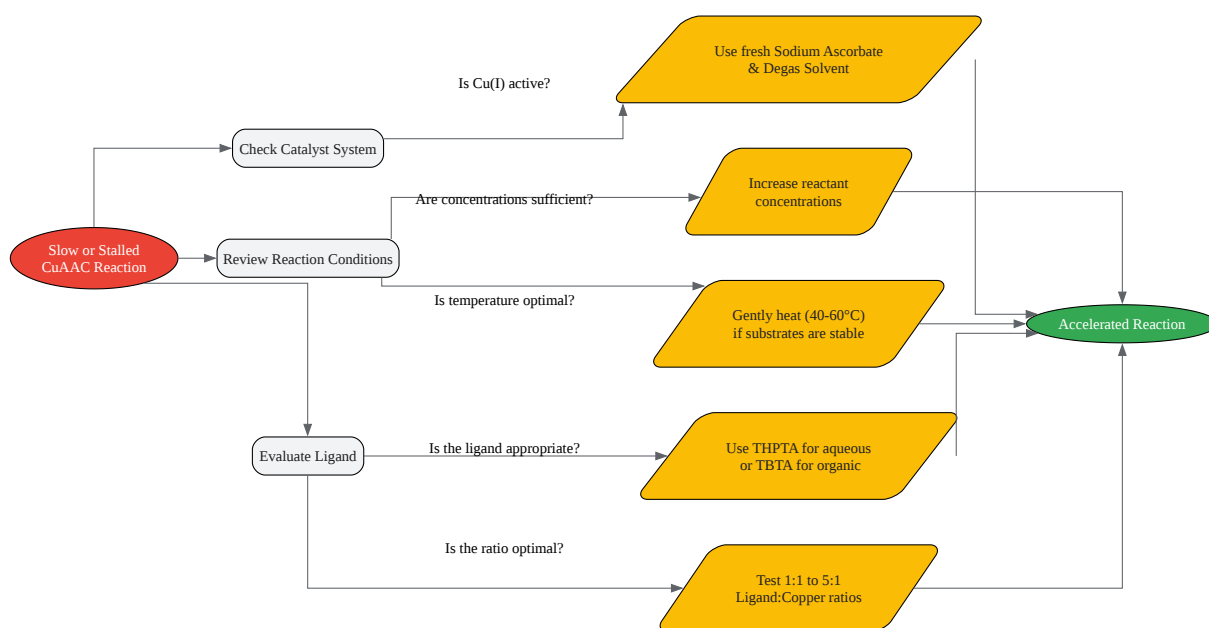 Use fresh Sodium Ascorbate
& Degas Solvent
Is Cu(I) active?
Check Catalyst System
Increase reactant
concentrations
Are concentrations sufficient?
Slow or Stalled
CuAAC Reaction
Review Reaction Conditions
Is temperature optimal?
Gently heat (40-60°C)
if substrates are stable
Accelerated Reaction
Evaluate Ligand
Is the ligand appropriate?
Use THPTA for aqueous
or TBTA for organic
Is the ratio optimal?
Test 1:1 to 5:1
Ligand:Copper ratios